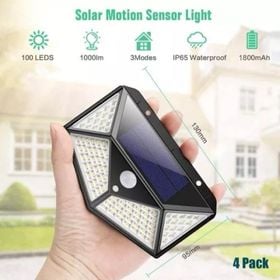 Solar Motion Sensor Light
100 LEDS
1000lm
3Modes
IP65 Waterproof
1800mAh
130mm
95mm
4 Pack